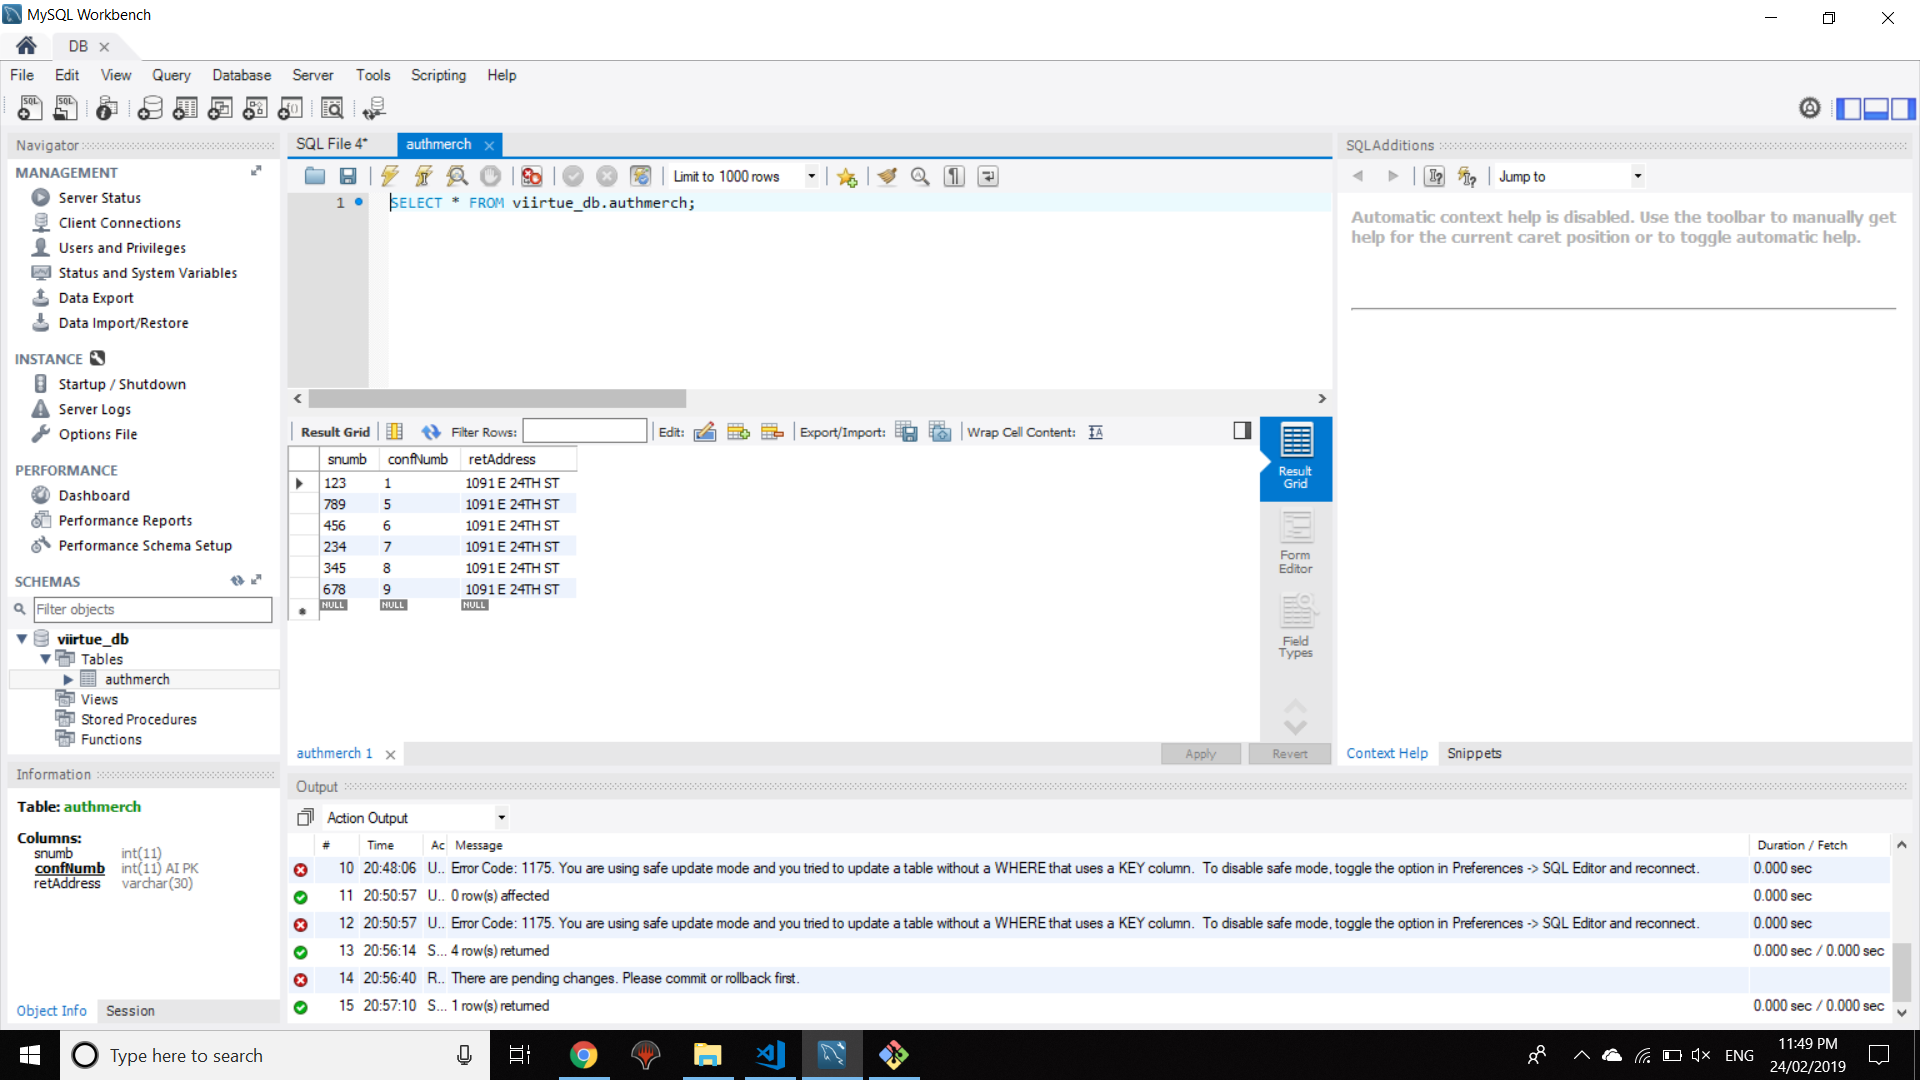 MySQL Workbench
DB
File Edit View Query Database Server Tools Scripting Help
Navigator
MANAGEMENT
Server Status
Client Connections
Users and Privileges
Status and System Variables
Data Export
Data Import/Restore
INSTANCE
Startup / Shutdown
Server Logs
Options File
PERFORMANCE
Dashboard
Performance Reports
Performance Schema Setup
SCHEMAS
Filter objects
viirtue_db
Tables
authmerch
Views
Stored Procedures
Functions
Information
Table: authmerch
Columns:
snumb int(11)
confNumb int(11) AI PK
retAddress varchar(30)
Object Info Session
SQL File 4* authmerch
Limit to 1000 rows
1 SELECT * FROM viirtue_db.authmerch;
Result Grid Filter Rows: Edit: Export/Import: Wrap Cell Content:
snumb confNumb retAddress
123 1 1091 E 24TH ST
789 5 1091 E 24TH ST
456 6 1091 E 24TH ST
234 7 1091 E 24TH ST
345 8 1091 E 24TH ST
678 9 1091 E 24TH ST
NULL NULL NULL
Result
Grid
Form
Editor
Field
Types
authmerch 1 Apply Revert
SQLAdditions
Jump to
Automatic context help is disabled. Use the toolbar to manually get
help for the current caret position or to toggle automatic help.
Context Help Snippets
Output
Action Output
# Time Ac Message Duration / Fetch
10 20:48:06 U... Error Code: 1175. You are using safe update mode and you tried to update a table without a WHERE that uses a KEY column. To disable safe mode, toggle the option in Preferences -> SQL Editor and reconnect. 0.000 sec
11 20:50:57 U... 0 row(s) affected 0.000 sec
12 20:50:57 U... Error Code: 1175. You are using safe update mode and you tried to update a table without a WHERE that uses a KEY column. To disable safe mode, toggle the option in Preferences -> SQL Editor and reconnect. 0.000 sec
13 20:56:14 S... 4 row(s) returned 0.000 sec / 0.000 sec
14 20:56:40 R... There are pending changes. Please commit or rollback first.
15 20:57:10 S... 1 row(s) returned 0.000 sec / 0.000 sec
Type here to search
ENG
11:49 PM
24/02/2019